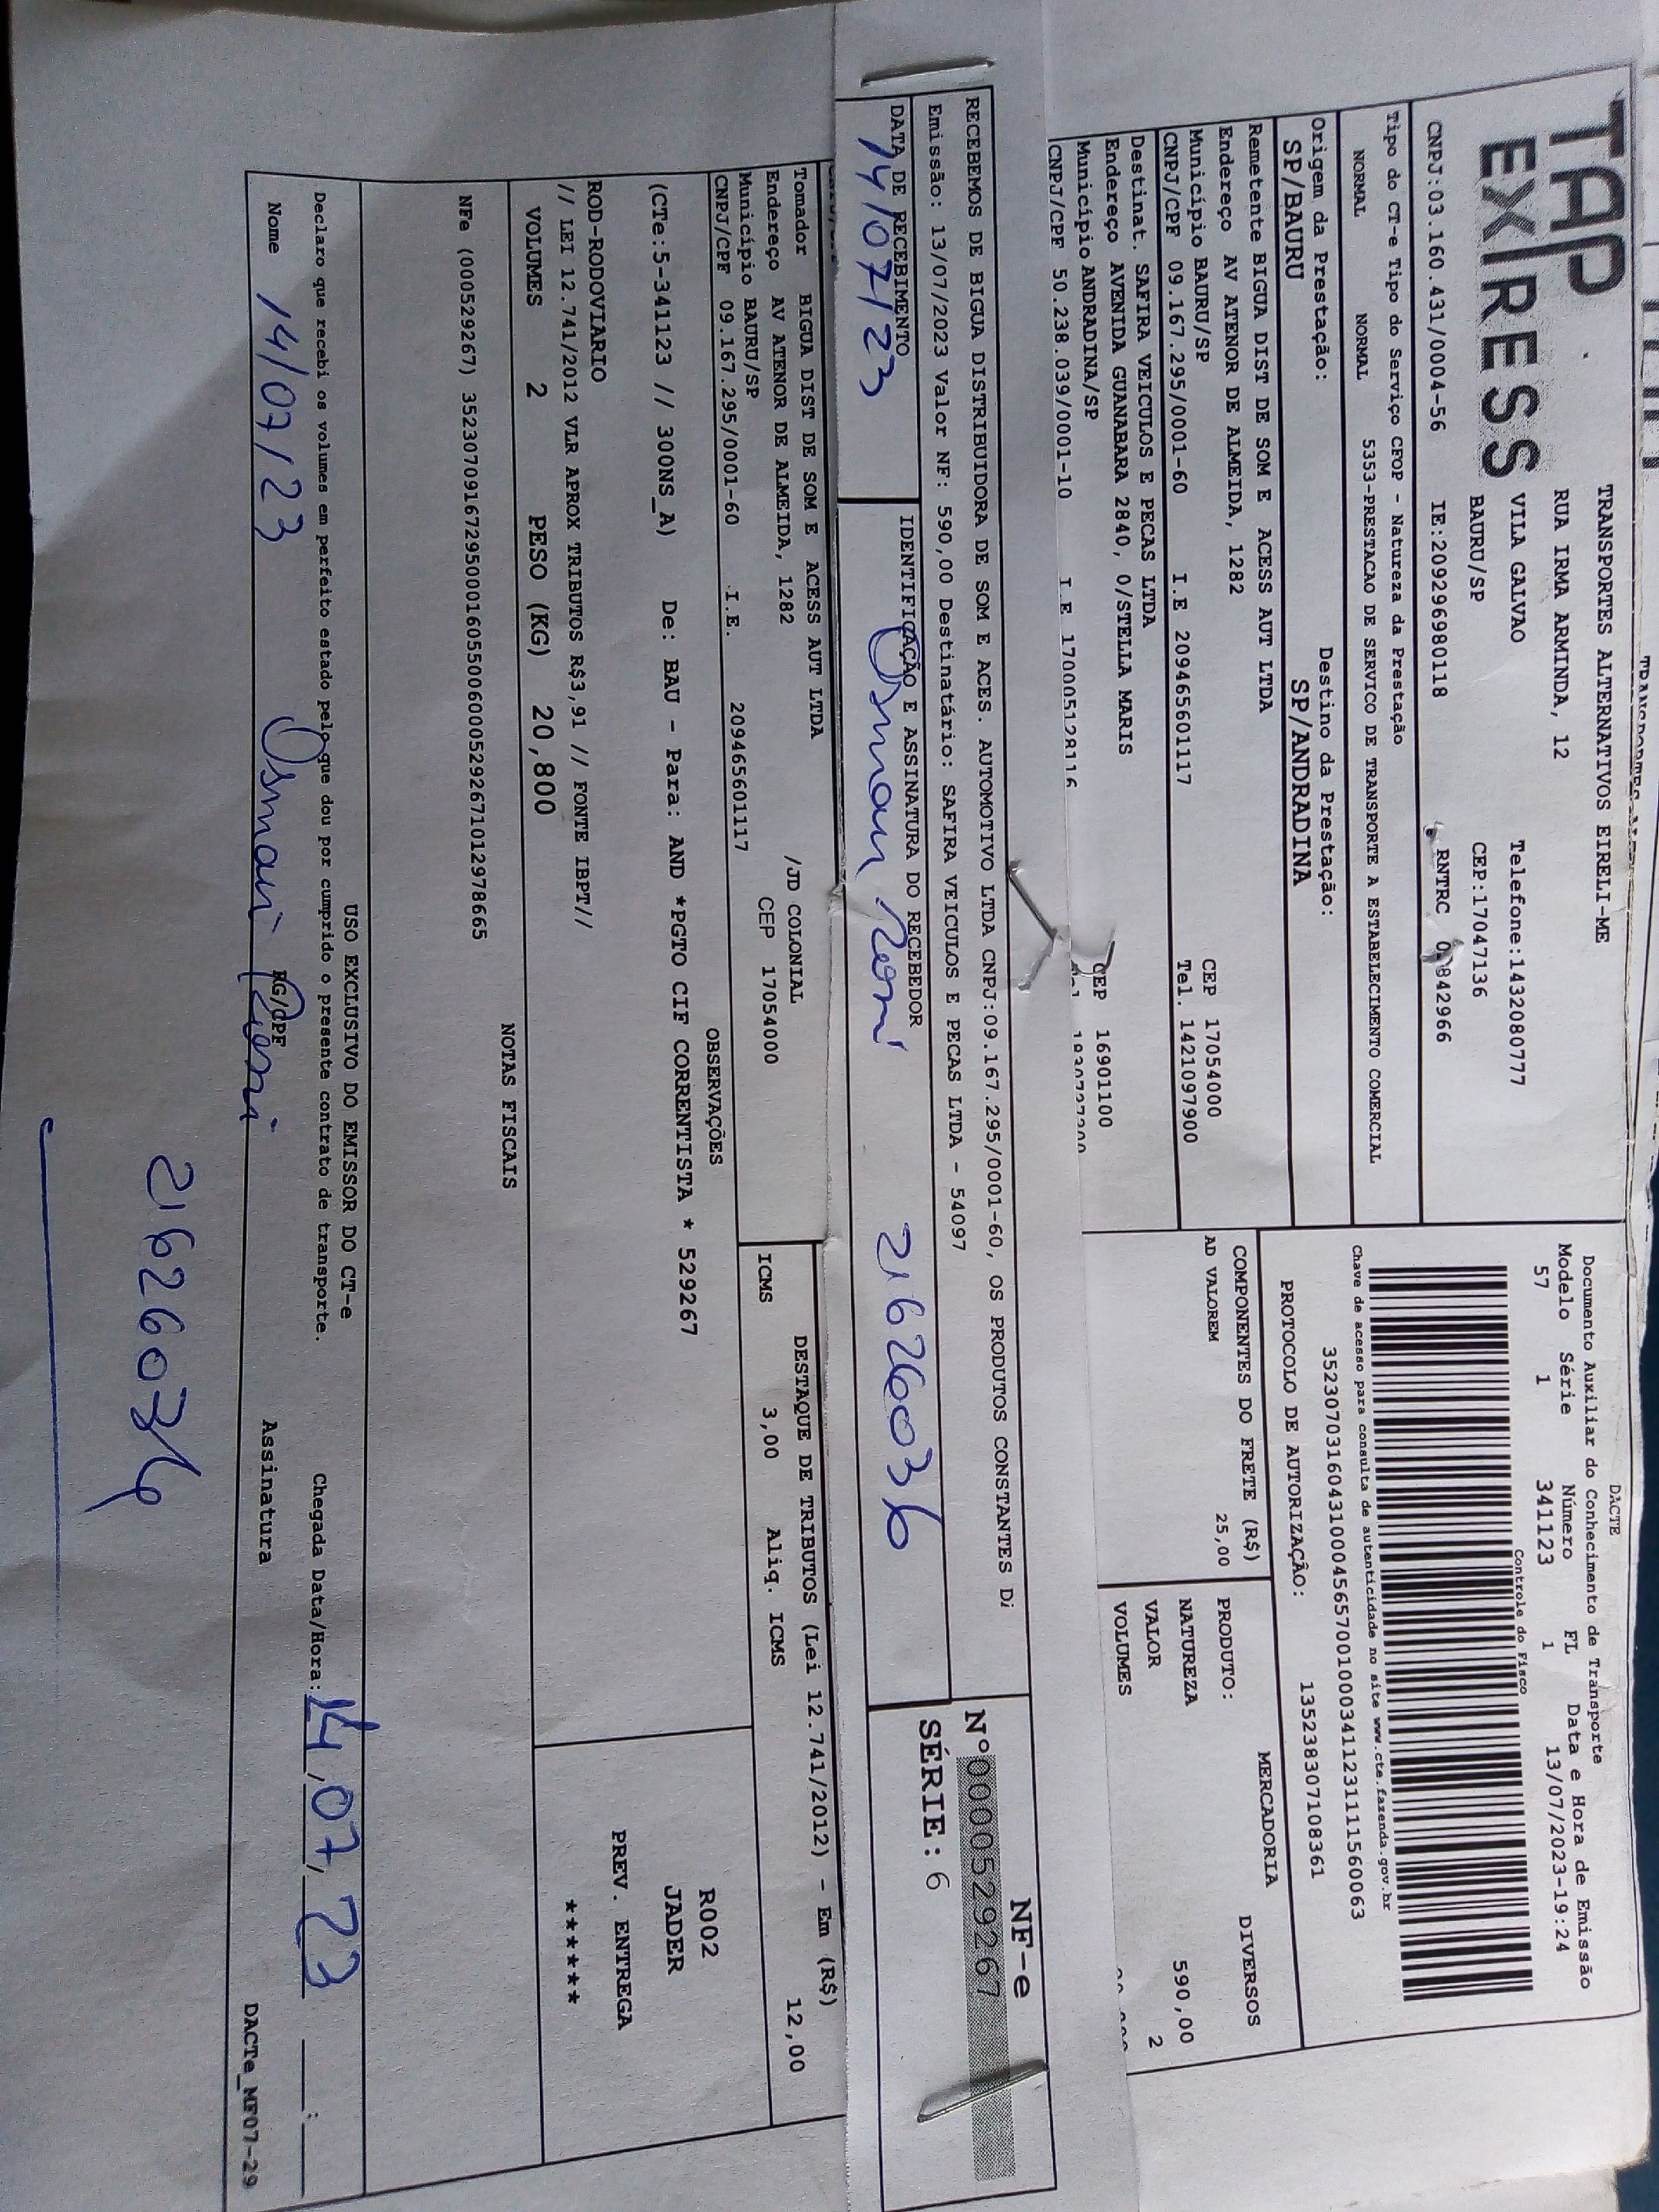 TAP
EXPRESS
TRANSPORTES ALTERNATIVOS EIRELI-ME
RUA IRMA ARMINDA, 12
VILA GALVAO
Telefone:1432080777
BAURU/SP
CEP:17047136
CNPJ:03.160.431/0004-56 IE:209296980118 RNTRC 0 842966
Tipo do CT-e Tipo do Serviço CFOP - Natureza da Prestação
NORMAL NORMAL 5353-PRESTACAO DE SERVICO DE TRANSPORTE A ESTABELECIMENTO COMERCIAL
Origem da Prestação: Destino da Prestação:
SP/BAURU SP/ANDRADINA
Remetente BIGUA DIST DE SOM E ACESS AUT LTDA
Endereço AV ATENOR DE ALMEIDA, 1282
Município BAURU/SP CEP 17054000
CNPJ/CPF 09.167.295/0001-60 I.E 209465601117 Tel. 1421097900
Destinat. SAFIRA VEICULOS E PECAS LTDA
Endereço AVENIDA GUANABARA 2840, 0/STELLA MARIS
Município ANDRADINA/SP CEP 16901100
CNPJ/CPF 50.238.039/0001-10 I E 170005128116
DACTE
Documento Auxiliar do Conhecimento de Transporte
Modelo Série Número FL Data e Hora de Emissão
57 1 341123 1 13/07/2023-19:24
Controle do Fisco
Chave de acesso para consulta de autenticidade no site www.cte.fazenda.gov.br
35230703160431000456570010003411231111560063
PROTOCOLO DE AUTORIZAÇÃO: 135238307108361
COMPONENTES DO FRETE (R$)
AD VALOREM 25,00
MERCADORIA
PRODUTO: DIVERSOS
NATUREZA
VALOR 590,00
VOLUMES 2
RECEBEMOS DE BIGUA DISTRIBUIDORA DE SOM E ACES. AUTOMOTIVO LTDA CNPJ:09.167.295/0001-60, OS PRODUTOS CONSTANTES
Emissão: 13/07/2023 Valor NF: 590,00 Destinatário: SAFIRA VEICULOS E PECAS LTDA - 54097
DATA DE RECEBIMENTO IDENTIFICAÇÃO E ASSINATURA DO RECEBEDOR
14/07/23 Osmari 21626036
NF-e
N°000529267
SÉRIE:6
Tomador BIGUA DIST DE SOM E ACESS AUT LTDA
Endereço AV ATENOR DE ALMEIDA, 1282 /JD COLONIAL
Município BAURU/SP CEP 17054000
CNPJ/CPF 09.167.295/0001-60 .I.E. 209465601117
DESTAQUE DE TRIBUTOS (Lei 12.741/2012) - Em (R$)
ICMS 3,00 Aliq. ICMS 12,00
OBSERVAÇÕES
(CTe:5-341123 // 300NS_A) De: BAU - Para: AND *PGTO CIF CORRENTISTA * 529267
ROD-RODOVIARIO
// LEI 12.741/2012 VLR APROX TRIBUTOS R$3,91 // FONTE IBPT//
R002
JADER
PREV. ENTREGA
******
VOLUMES 2 PESO (KG) 20,800
NOTAS FISCAIS
NFe (000529267) 35230709167295000160550060005292671012978665
USO EXCLUSIVO DO EMISSOR DO CT-e
Declaro que recebi os volumes em perfeito estado pelo que dou por cumprido o presente contrato de transporte. Chegada Data/Hora: 14/07/23 __:__
Nome 14/07/23 Osmari RG/CPF Assinatura
DACTe_MF07-29
21626036